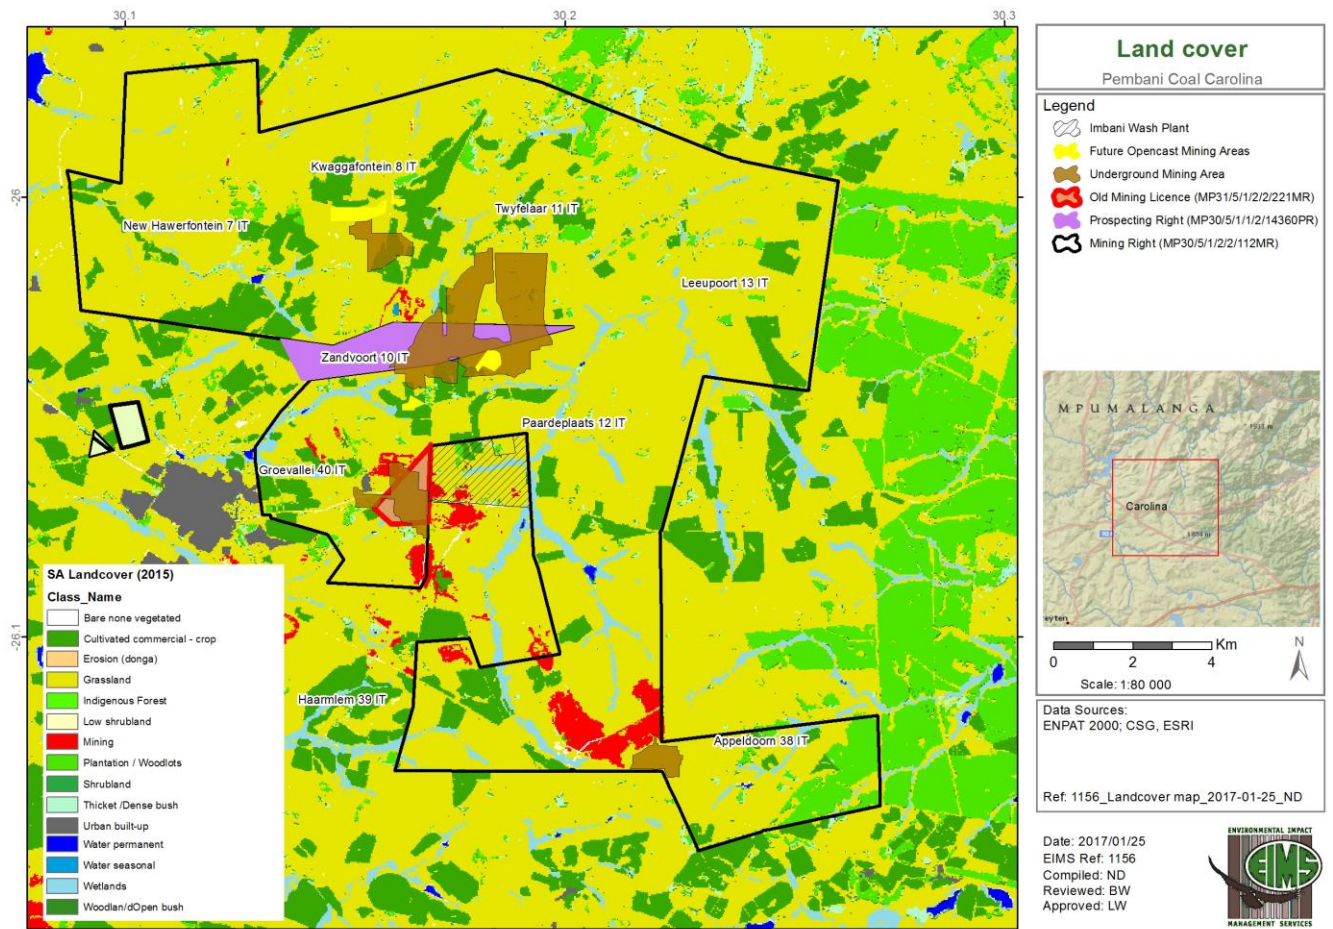 30.1
30.2
30.3
-26
-26.1
Kwaggafontein 8 IT
Twyfelaar 11 IT
New Hawerfontein 7 IT
Leeupoort 13 IT
Zandvoort 10 IT
Paardeplaats 12 IT
Groevallei 40 IT
Haarmlem 39 IT
Appeldoorn 38 IT
SA Landcover (2015)
Class_Name
Bare none vegetated
Cultivated commercial - crop
Erosion (donga)
Grassland
Indigenous Forest
Low shrubland
Mining
Plantation / Woodlots
Shrubland
Thicket /Dense bush
Urban built-up
Water permanent
Water seasonal
Wetlands
Woodlan/dOpen bush
Land cover
Pembani Coal Carolina
Legend
Imbani Wash Plant
Future Opencast Mining Areas
Underground Mining Area
Old Mining Licence (MP31/5/1/2/2/221MR)
Prospecting Right (MP30/5/1/1/2/14360PR)
Mining Right (MP30/5/1/2/2/112MR)
MPUMALANGA
Carolina
eyten
Km
0 2 4
N
Scale: 1:80 000
Data Sources:
ENPAT 2000; CSG, ESRI
Ref: 1156_Landcover map_2017-01-25_ND
Date: 2017/01/25
EIMS Ref: 1156
Compiled: ND
Reviewed: BW
Approved: LW
ENVIRONMENTAL IMPACT
EIMS
MANAGEMENT SERVICES